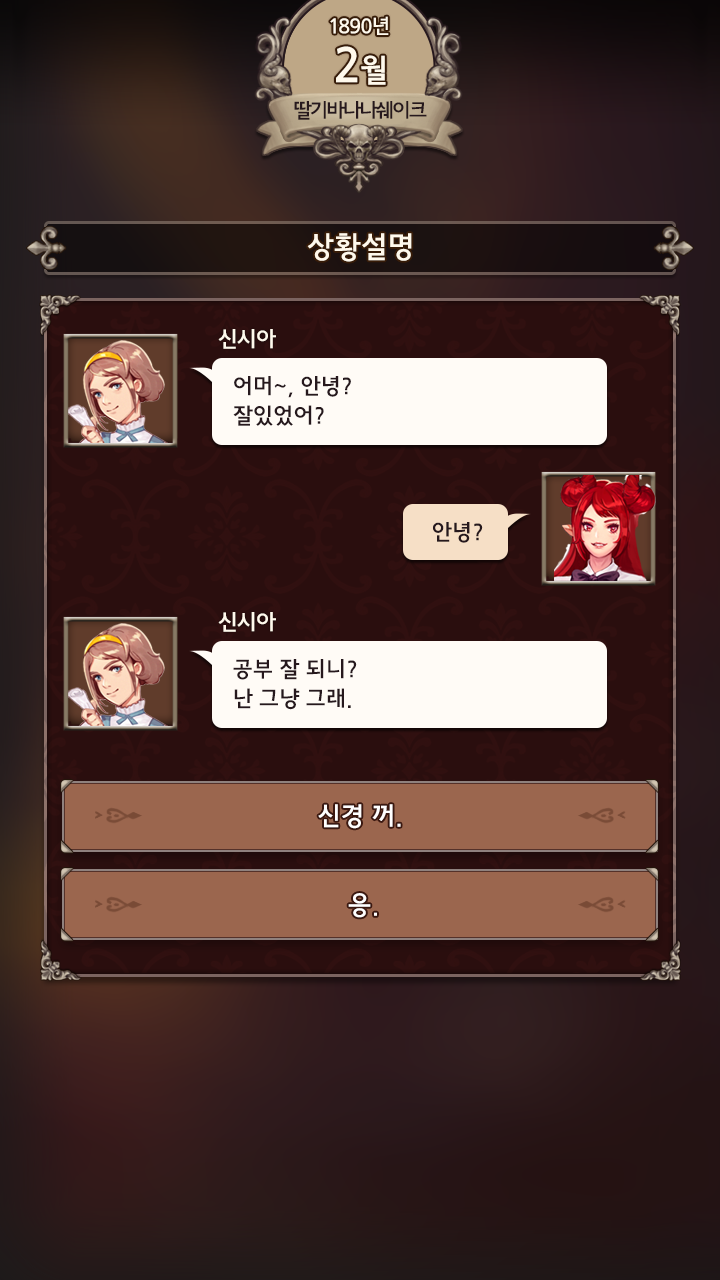 1890년
2월
딸기바나나쉐이크
상황설명
신시아
어머~, 안녕?
잘있었어?
안녕?
신시아
공부 잘 되니?
난 그냥 그래.
신경 꺼.
응.